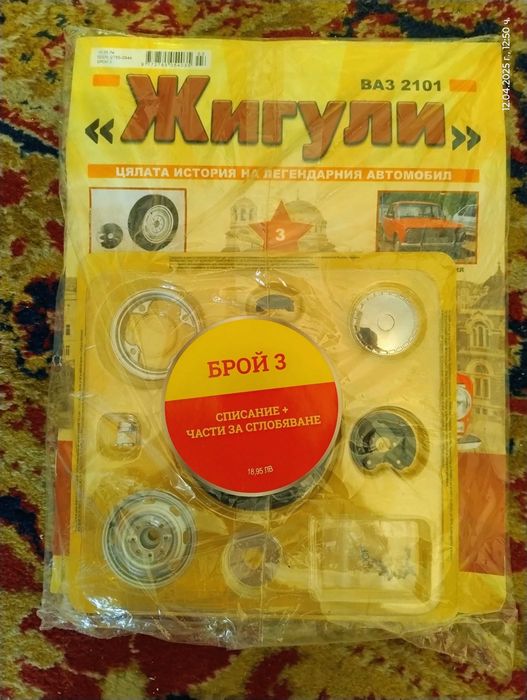 ВАЗ 2101
«Жигули»
ЦЯЛАТА ИСТОРИЯ НА ЛЕГЕНДАРНИЯ АВТОМОБИЛ
3
БРОЙ 3
СПИСАНИЕ +
ЧАСТИ ЗА СГЛОБЯВАНЕ
18,95 ЛВ
12.04.2025 г., 12:50 ч.